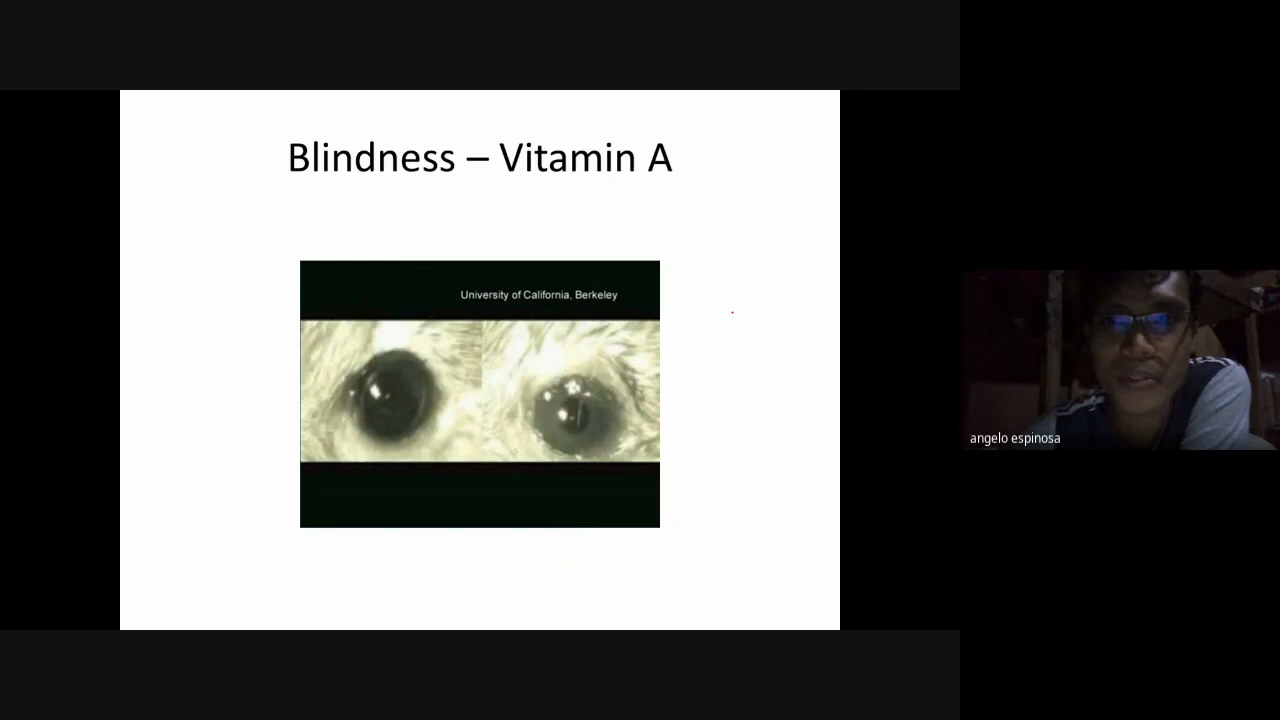 Blindness – Vitamin A
University of California, Berkeley
angelo espinosa